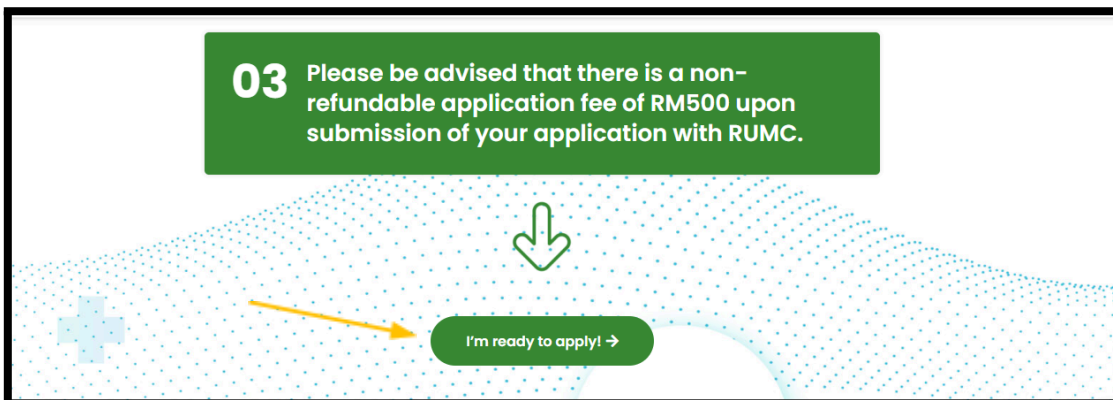 03
Please be advised that there is a non-
refundable application fee of RM500 upon
submission of your application with RUMC.
I'm ready to apply! →